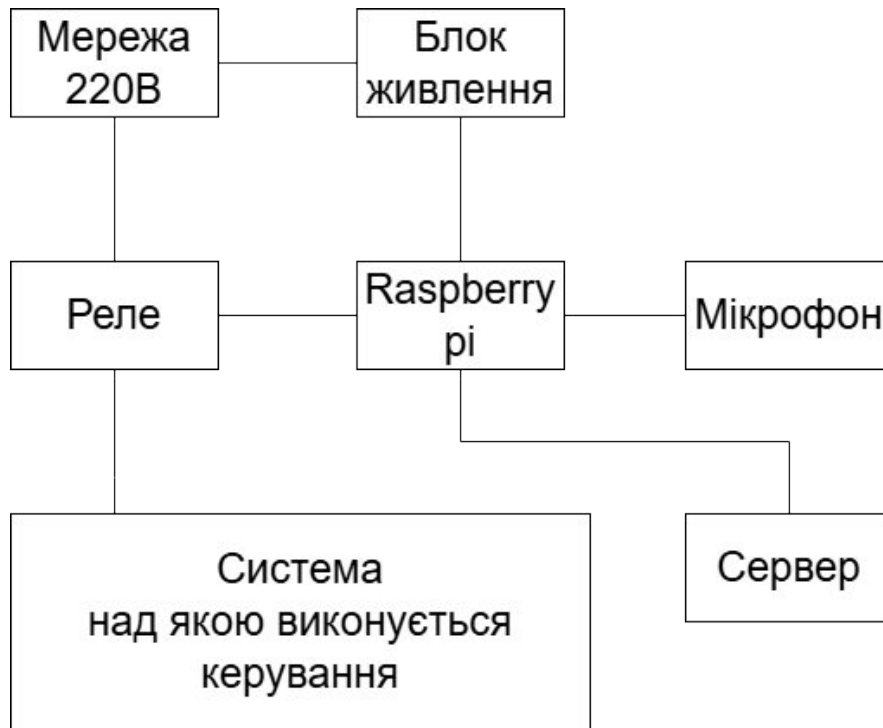 Мережа
220В
Блок
живлення
Реле
Raspberry
pi
Мікрофон
Система
над якою виконується
керування
Сервер